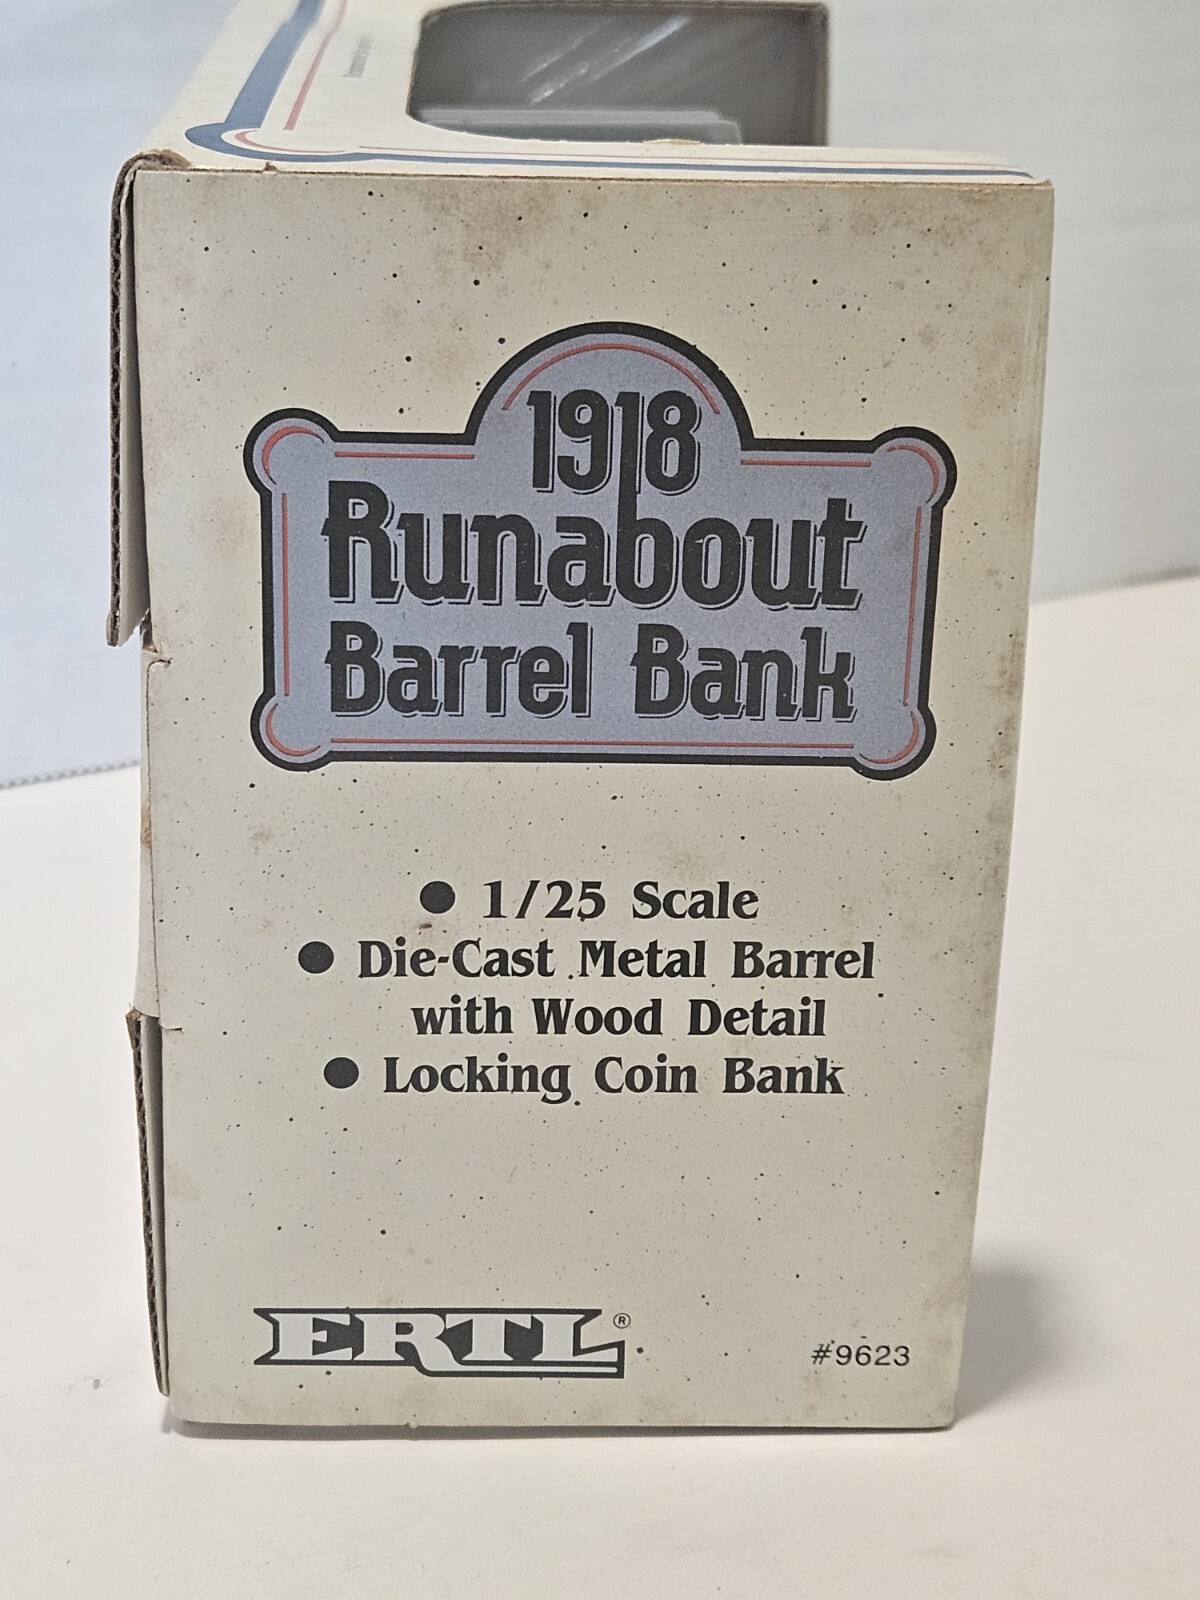 1918
Runabout
Barrel Bank
● 1/25 Scale
● Die-Cast Metal Barrel
with Wood Detail
● Locking Coin Bank
ERTL®
#9623